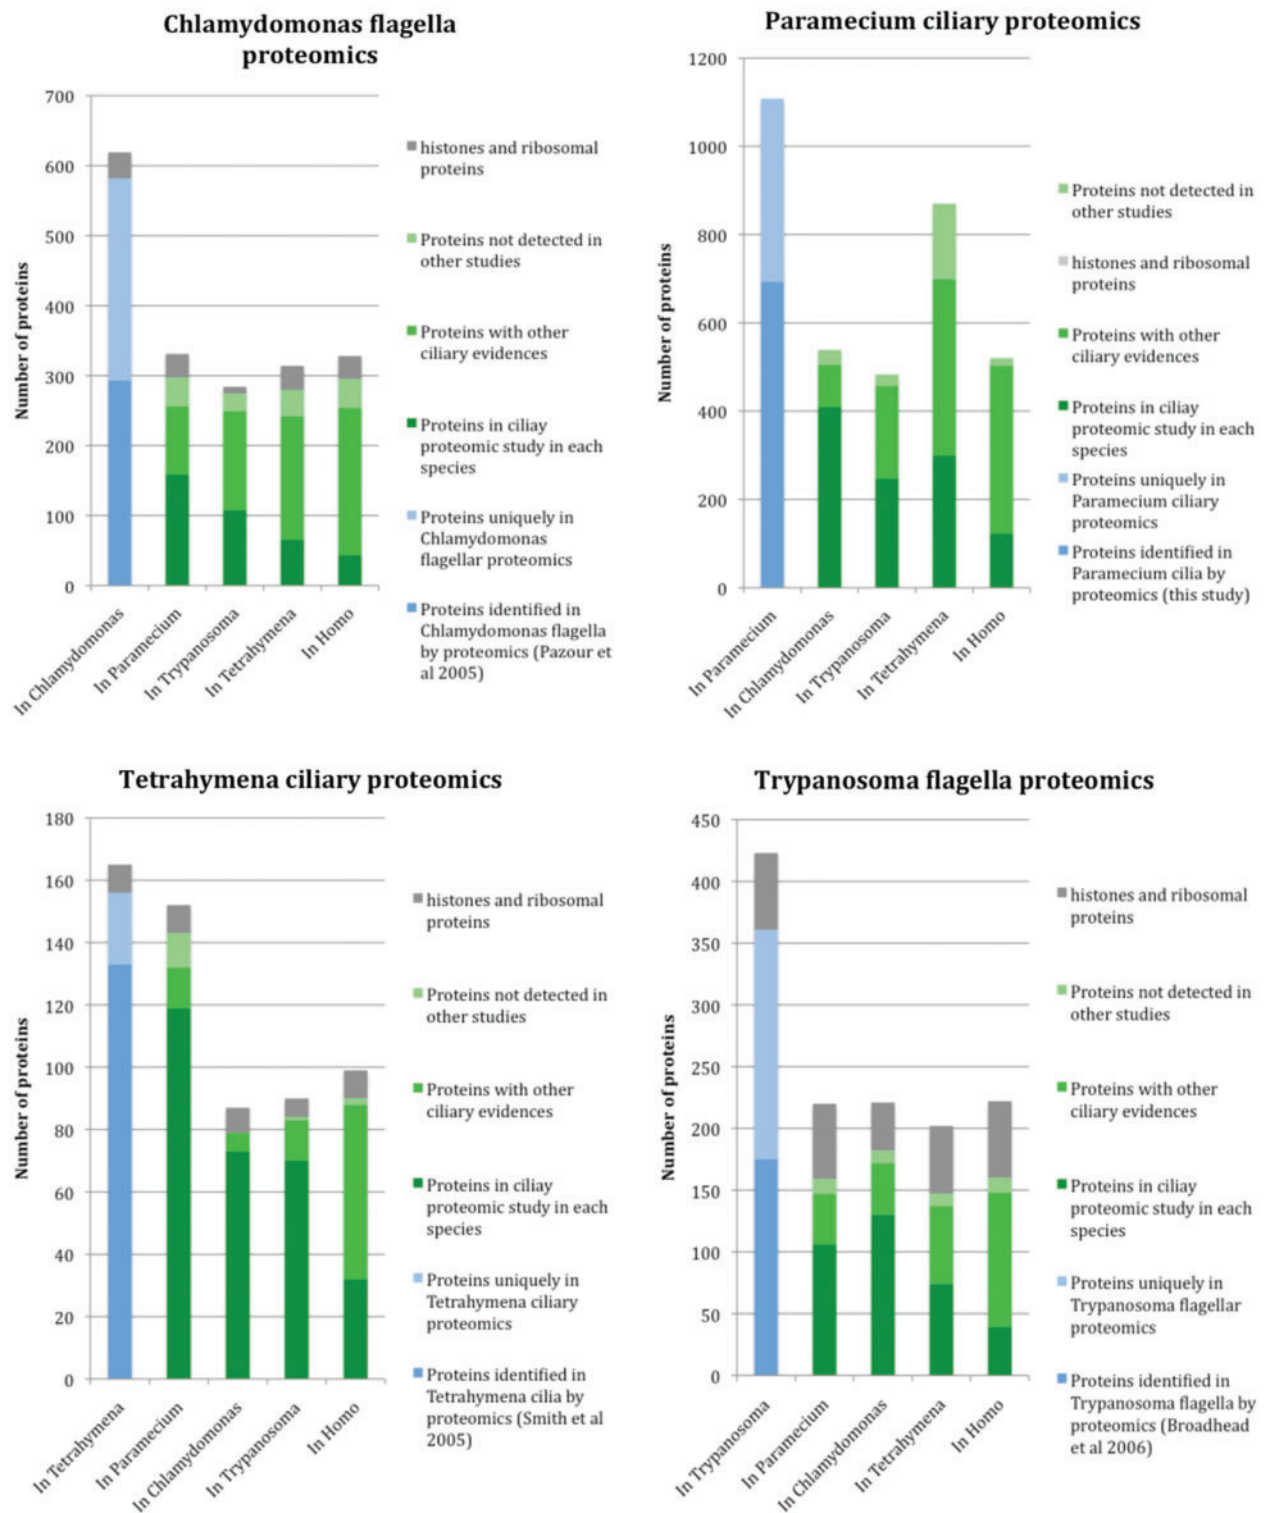 Chlamydomonas flagella
proteomics
Number of proteins
700
600
500
400
300
200
100
0
In Chlamydomonas
In Paramecium
In Trypanosoma
In Tetrahymena
In Homo
histones and ribosomal
proteins
Proteins not detected in
other studies
Proteins with other
ciliary evidences
Proteins in ciliay
proteomic study in each
species
Proteins uniquely in
Chlamydomonas
flagellar proteomics
Proteins identified in
Chlamydomonas flagella
by proteomics (Pazour et
al 2005)
Paramecium ciliary proteomics
Number of proteins
1200
1000
800
600
400
200
0
In Paramecium
In Chlamydomonas
In Trypanosoma
In Tetrahymena
In Homo
Proteins not detected in
other studies
histones and ribosomal
proteins
Proteins with other
ciliary evidences
Proteins in ciliay
proteomic study in each
species
Proteins uniquely in
Paramecium ciliary
proteomics
Proteins identified in
Paramecium cilia by
proteomics (this study)
Tetrahymena ciliary proteomics
Number of proteins
180
160
140
120
100
80
60
40
20
0
In Tetrahymena
In Paramecium
In Chlamydomonas
In Trypanosoma
In Homo
histones and ribosomal
proteins
Proteins not detected in
other studies
Proteins with other
ciliary evidences
Proteins in ciliay
proteomic study in each
species
Proteins uniquely in
Tetrahymena ciliary
proteomics
Proteins identified in
Tetrahymena cilia by
proteomics (Smith et al
2005)
Trypanosoma flagella proteomics
Number of proteins
450
400
350
300
250
200
150
100
50
0
In Trypanosoma
In Paramecium
In Chlamydomonas
In Tetrahymena
In Homo
histones and ribosomal
proteins
Proteins not detected in
other studies
Proteins with other
ciliary evidences
Proteins in ciliay
proteomic study in each
species
Proteins uniquely in
Trypanosoma flagellar
proteomics
Proteins identified in
Trypanosoma flagella by
proteomics (Broadhead
et al 2006)